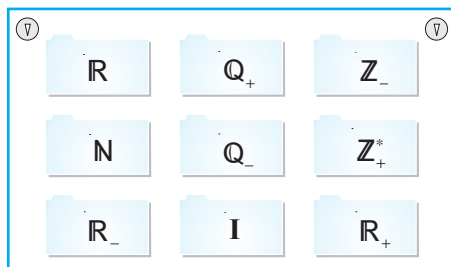 ℝ ℚ₊ ℤ₋
ℕ ℚ₋ ℤ₊*
ℝ₋ 𝐈 ℝ₊